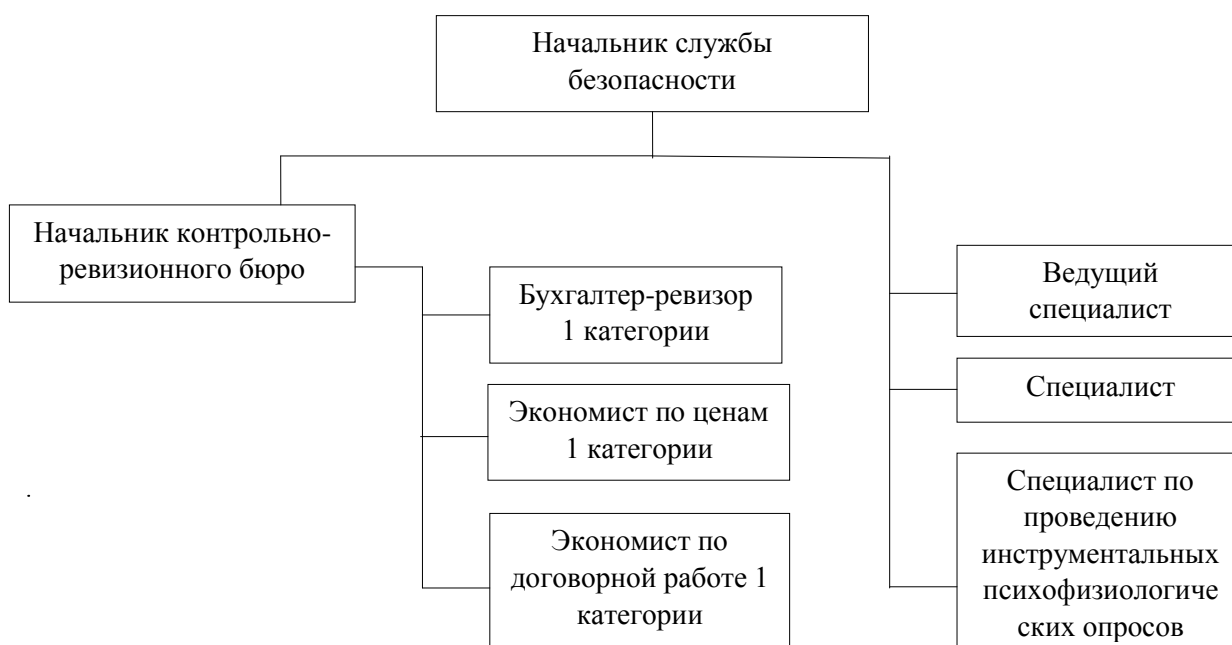 Начальник службы
безопасности
Начальник контрольно-
ревизионного бюро
Бухгалтер-ревизор
1 категории
Экономист по ценам
1 категории
Экономист по
договорной работе 1
категории
Ведущий
специалист
Специалист
Специалист по
проведению
инструментальных
психофизиологиче
ских опросов
.